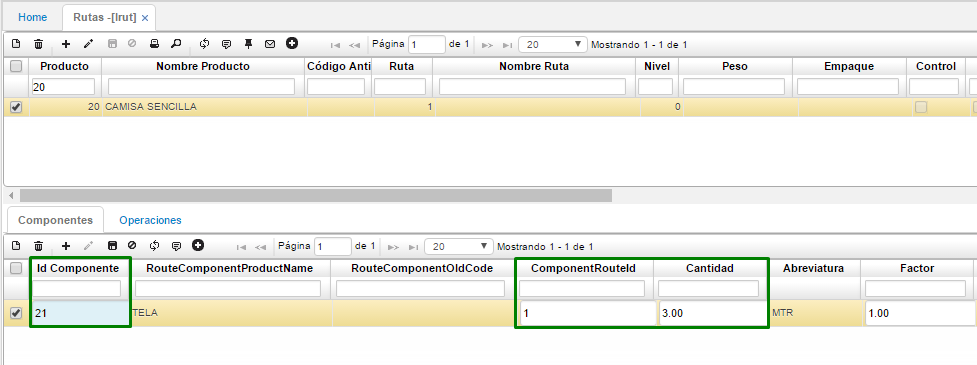 Home Rutas -[Irut] ×
Página 1 de 1 20 Mostrando 1 - 1 de 1
Producto Nombre Producto Código Anti Ruta Nombre Ruta Nivel Peso Empaque Control
20
20 CAMISA SENCILLA 1 0
Componentes Operaciones
Página 1 de 1 20 Mostrando 1 - 1 de 1
Id Componente RouteComponentProductName RouteComponentOldCode ComponentRouteId Cantidad Abreviatura Factor
21 TELA 1 3.00 MTR 1.00